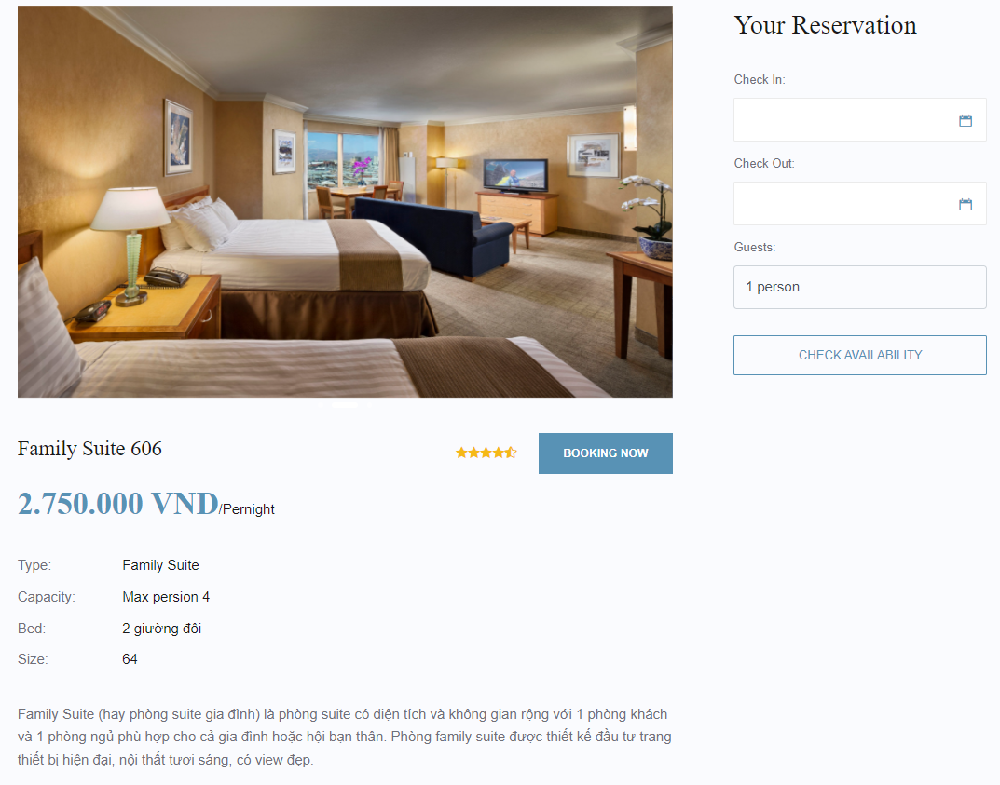 Your Reservation
Check In:
Check Out:
Guests:
1 person
CHECK AVAILABILITY
Family Suite 606
BOOKING NOW
2.750.000 VND/Pernight
Type: Family Suite
Capacity: Max persion 4
Bed: 2 giường đôi
Size: 64
Family Suite (hay phòng suite gia đình) là phòng suite có diện tích và không gian rộng với 1 phòng khách
và 1 phòng ngủ phù hợp cho cả gia đình hoặc hội bạn thân. Phòng family suite được thiết kế đầu tư trang
thiết bị hiện đại, nội thất tươi sáng, có view đẹp.